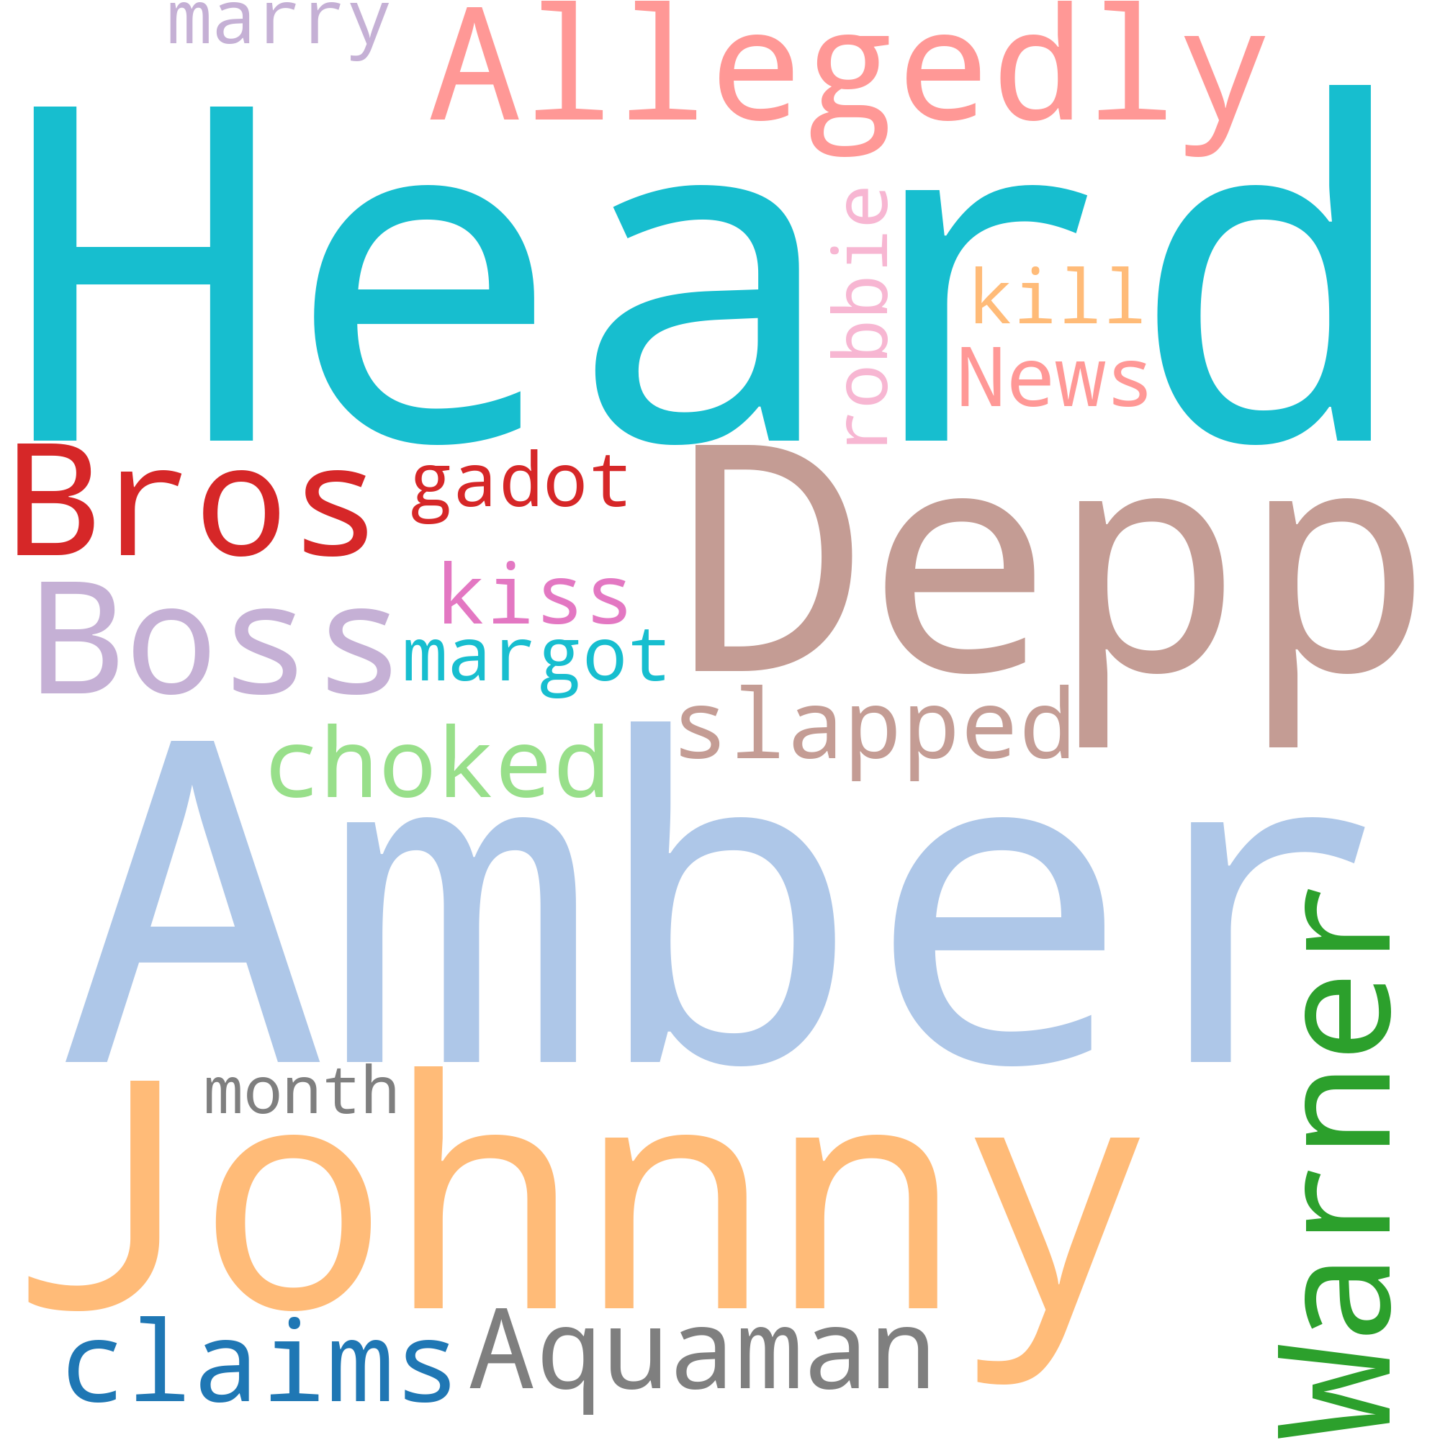 marry
Allegedly
Heard
robbie
kill
News
Bros
gadot
Depp
kiss
Boss
margot
slapped
choked
Amber
Warner
month
Johnny
claims
Aquaman